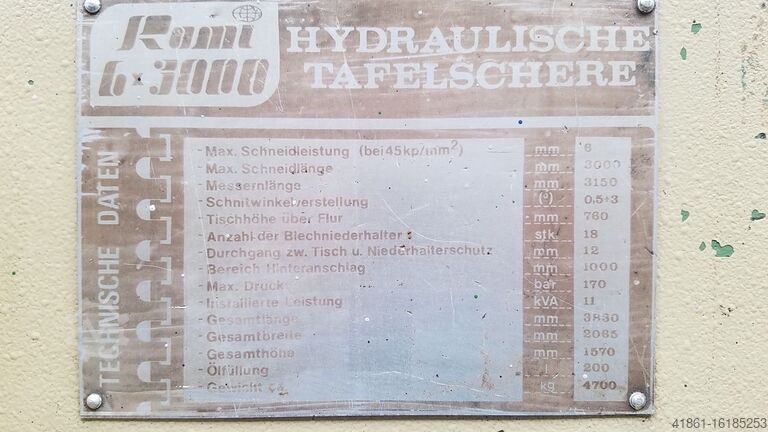 Romi
6-3000
HYDRAULISCHE
TAFELSCHERE
TECHNISCHE DATEN
- Max. Schneidleistung (bei 45kp/mm²) mm 6
- Max. Schneidlänge mm 3000
- Messernlänge mm 3150
- Schnitwinkelverstellung (°) 0,5÷3
- Tischhöhe über Flur mm 760
- Anzahl der Blechniederhalter stk. 18
- Durchgang zw. Tisch u. Niederhalterschutz mm 12
- Bereich Hinteranschlag mm 1000
- Max. Druck bar 170
- Installierte Leistung kVA 11
- Gesamtlänge mm 3830
- Gesamtbreite mm 2065
- Gesamthöhe mm 1570
- Ölfüllung l 200
- Gewicht ca. kg 4700
41861-16185253